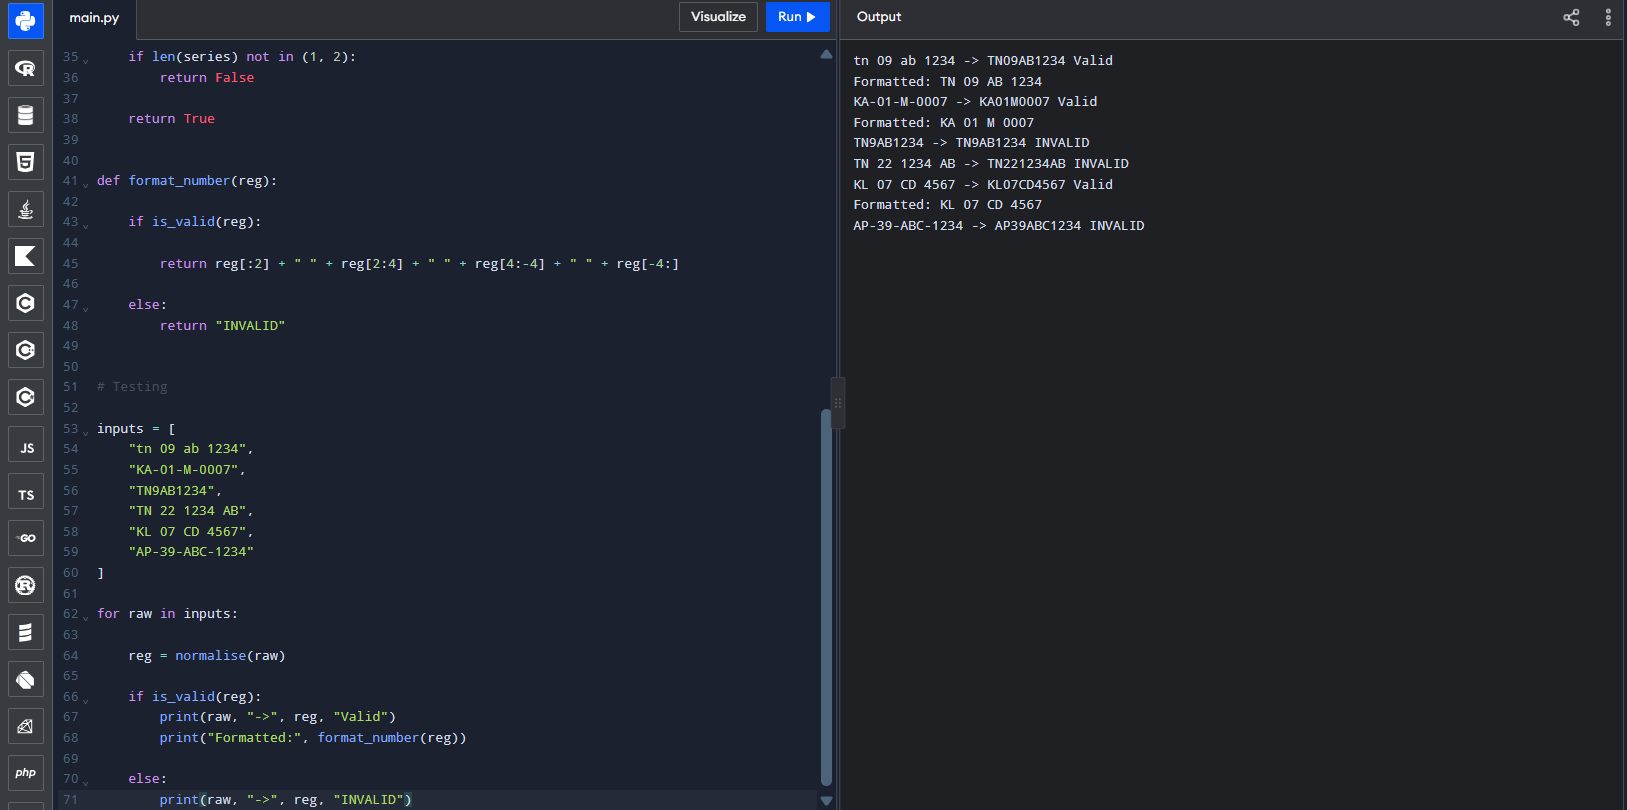 main.py
Visualize
Run
Output
35 if len(series) not in (1, 2):
36 return False
37
38 return True
39
40
41 def format_number(reg):
42
43 if is_valid(reg):
44
45 return reg[:2] + " " + reg[2:4] + " " + reg[4:-4] + " " + reg[-4:]
46
47 else:
48 return "INVALID"
49
50
51 # Testing
52
53 inputs = [
54 "tn 09 ab 1234",
55 "KA-01-M-0007",
56 "TN9AB1234",
57 "TN 22 1234 AB",
58 "KL 07 CD 4567",
59 "AP-39-ABC-1234"
60 ]
61
62 for raw in inputs:
63
64 reg = normalise(raw)
65
66 if is_valid(reg):
67 print(raw, "->", reg, "Valid")
68 print("Formatted:", format_number(reg))
69
70 else:
71 print(raw, "->", reg, "INVALID")
tn 09 ab 1234 -> TN09AB1234 Valid
Formatted: TN 09 AB 1234
KA-01-M-0007 -> KA01M0007 Valid
Formatted: KA 01 M 0007
TN9AB1234 -> TN9AB1234 INVALID
TN 22 1234 AB -> TN221234AB INVALID
KL 07 CD 4567 -> KL07CD4567 Valid
Formatted: KL 07 CD 4567
AP-39-ABC-1234 -> AP39ABC1234 INVALID
R
5
C
C
C
JS
TS
GO
R
php